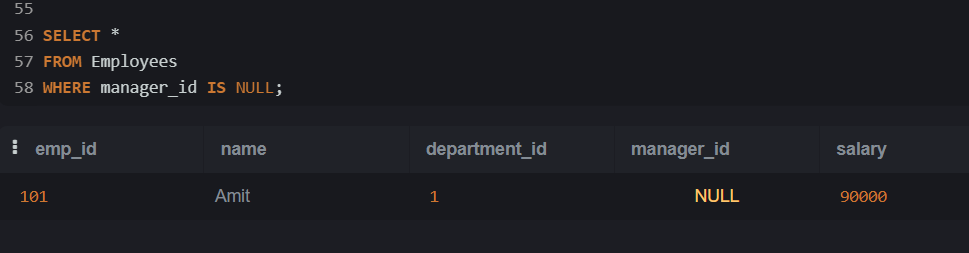 55
56 SELECT *
57 FROM Employees
58 WHERE manager_id IS NULL;
emp_id name department_id manager_id salary
101 Amit 1 NULL 90000